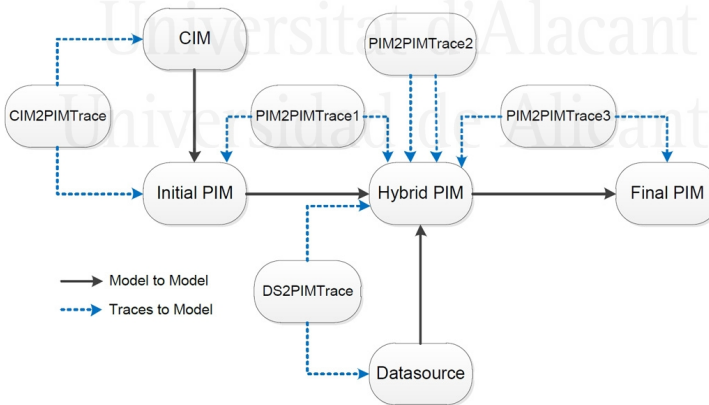 Universitat d'Alacant
Universidad de Alicant
CIM
PIM2PIMTrace2
CIM2PIMTrace
PIM2PIMTrace1
PIM2PIMTrace3
Initial PIM
Hybrid PIM
Final PIM
DS2PIMTrace
Model to Model
Traces to Model
Datasource